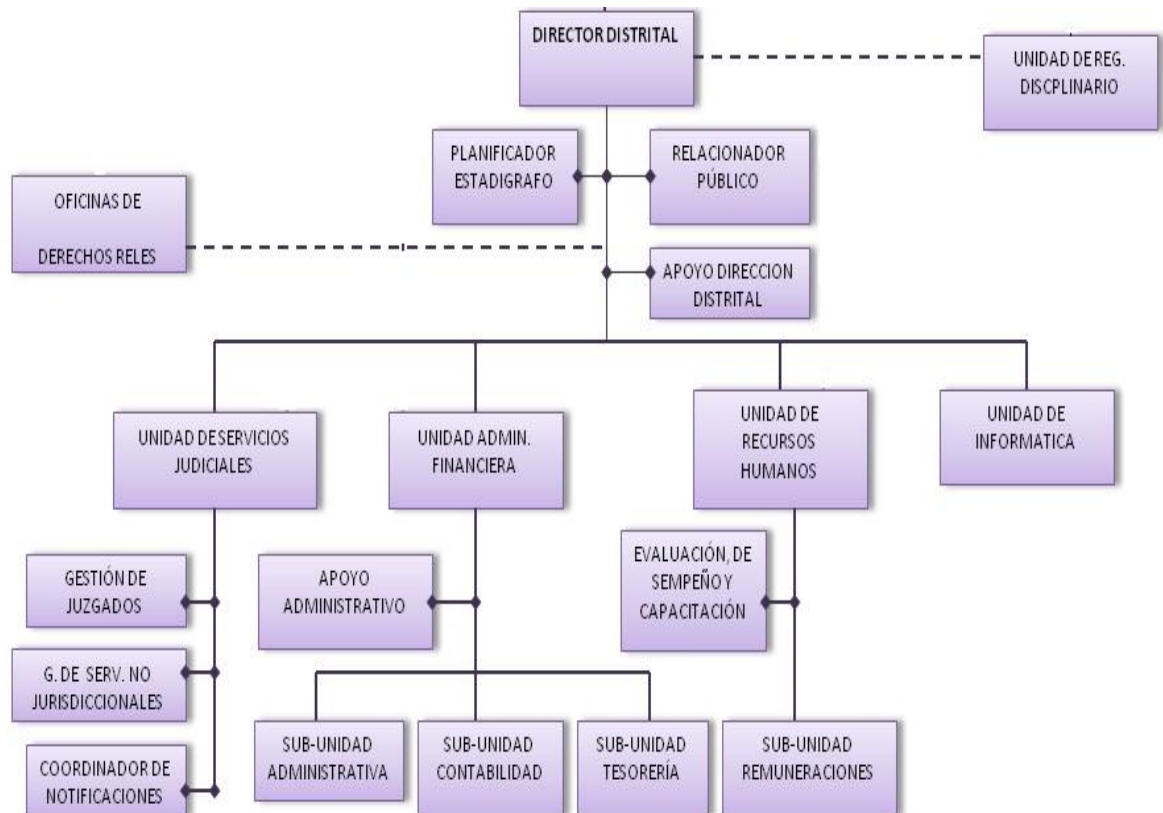 DIRECTOR DISTRITAL
UNIDAD DE REG.
DISCPLINARIO
PLANIFICADOR
ESTADIGRAFO
RELACIONADOR
PÚBLICO
OFICINAS DE
DERECHOS RELES
APOYO DIRECCION
DISTRITAL
UNIDAD DE SERVICIOS
JUDICIALES
UNIDAD ADMIN.
FINANCIERA
UNIDAD DE
RECURSOS
HUMANOS
UNIDAD DE
INFORMATICA
GESTIÓN DE
JUZGADOS
APOYO
ADMINISTRATIVO
EVALUACIÓN, DE
SEMPEÑO Y
CAPACITACIÓN
G. DE SERV. NO
JURISDICCIONALES
COORDINADOR DE
NOTIFICACIONES
SUB-UNIDAD
ADMINISTRATIVA
SUB-UNIDAD
CONTABILIDAD
SUB-UNIDAD
TESORERÍA
SUB-UNIDAD
REMUNERACIONES